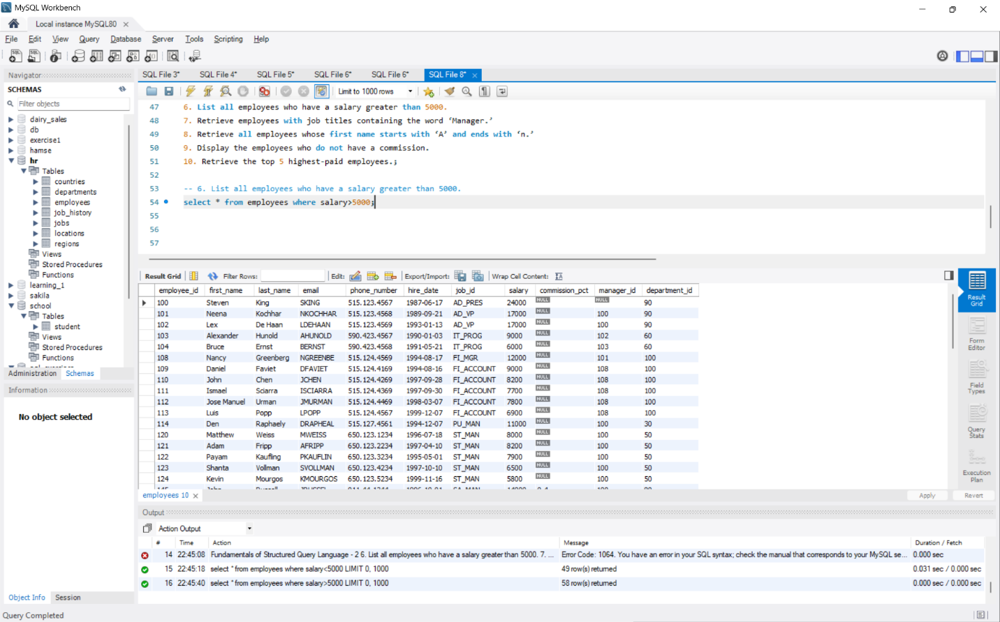 MySQL Workbench
Local instance MySQL80
File Edit View Query Database Server Tools Scripting Help
Navigator
SCHEMAS
Filter objects
dairy_sales
db
exercise1
hamse
hr
Tables
countries
departments
employees
job_history
jobs
locations
regions
Views
Stored Procedures
Functions
learning_1
sakila
school
Tables
student
Views
Stored Procedures
Functions
Administration Schemas
Information
No object selected
Object Info Session
Query Completed
SQL File 3* SQL File 4* SQL File 5* SQL File 6* SQL File 6* SQL File 8*
Limit to 1000 rows
47 6. List all employees who have a salary greater than 5000.
48 7. Retrieve employees with job titles containing the word ‘Manager.’
49 8. Retrieve all employees whose first name starts with ‘A’ and ends with ‘n.’
50 9. Display the employees who do not have a commission.
51 10. Retrieve the top 5 highest-paid employees.;
52
53 -- 6. List all employees who have a salary greater than 5000.
54 select * from employees where salary>5000;
55
56
57
Result Grid Filter Rows: Edit: Export/Import: Wrap Cell Content:
employee_id first_name last_name email phone_number hire_date job_id salary commission_pct manager_id department_id
100 Steven King SKING 515.123.4567 1987-06-17 AD_PRES 24000 NULL NULL 90
101 Neena Kochhar NKOCHHAR 515.123.4568 1989-09-21 AD_VP 17000 NULL 100 90
102 Lex De Haan LDEHAAN 515.123.4569 1993-01-13 AD_VP 17000 NULL 100 90
103 Alexander Hunold AHUNOLD 590.423.4567 1990-01-03 IT_PROG 9000 NULL 102 60
104 Bruce Ernst BERNST 590.423.4568 1991-05-21 IT_PROG 6000 NULL 103 60
108 Nancy Greenberg NGREENBE 515.124.4569 1994-08-17 FI_MGR 12000 NULL 101 100
109 Daniel Faviet DFAVIET 515.124.4169 1994-08-16 FI_ACCOUNT 9000 NULL 108 100
110 John Chen JCHEN 515.124.4269 1997-09-28 FI_ACCOUNT 8200 NULL 108 100
111 Ismael Sciarra ISCIARRA 515.124.4369 1997-09-30 FI_ACCOUNT 7700 NULL 108 100
112 Jose Manuel Urman JMURMAN 515.124.4469 1998-03-07 FI_ACCOUNT 7800 NULL 108 100
113 Luis Popp LPOPP 515.124.4567 1999-12-07 FI_ACCOUNT 6900 NULL 108 100
114 Den Raphaely DRAPHEAL 515.127.4561 1994-12-07 PU_MAN 11000 NULL 100 30
120 Matthew Weiss MWEISS 650.123.1234 1996-07-18 ST_MAN 8000 NULL 100 50
121 Adam Fripp AFRIPP 650.123.2234 1997-04-10 ST_MAN 8200 NULL 100 50
122 Payam Kaufling PKAUFLIN 650.123.3234 1995-05-01 ST_MAN 7900 NULL 100 50
123 Shanta Vollman SVOLLMAN 650.123.4234 1997-10-10 ST_MAN 6500 NULL 100 50
124 Kevin Mourgos KMOURGOS 650.123.5234 1999-11-16 ST_MAN 5800 NULL 100 50
Result Grid
Form Editor
Field Types
Query Stats
Execution Plan
employees 10
Apply Revert
Output
Action Output
# Time Action Message Duration / Fetch
14 22:45:08 Fundamentals of Structured Query Language - 2 6. List all employees who have a salary greater than 5000. 7. ... Error Code: 1064. You have an error in your SQL syntax; check the manual that corresponds to your MySQL se... 0.000 sec
15 22:45:18 select * from employees where salary<5000 LIMIT 0, 1000 49 row(s) returned 0.031 sec / 0.000 sec
16 22:45:40 select * from employees where salary>5000 LIMIT 0, 1000 58 row(s) returned 0.000 sec / 0.000 sec